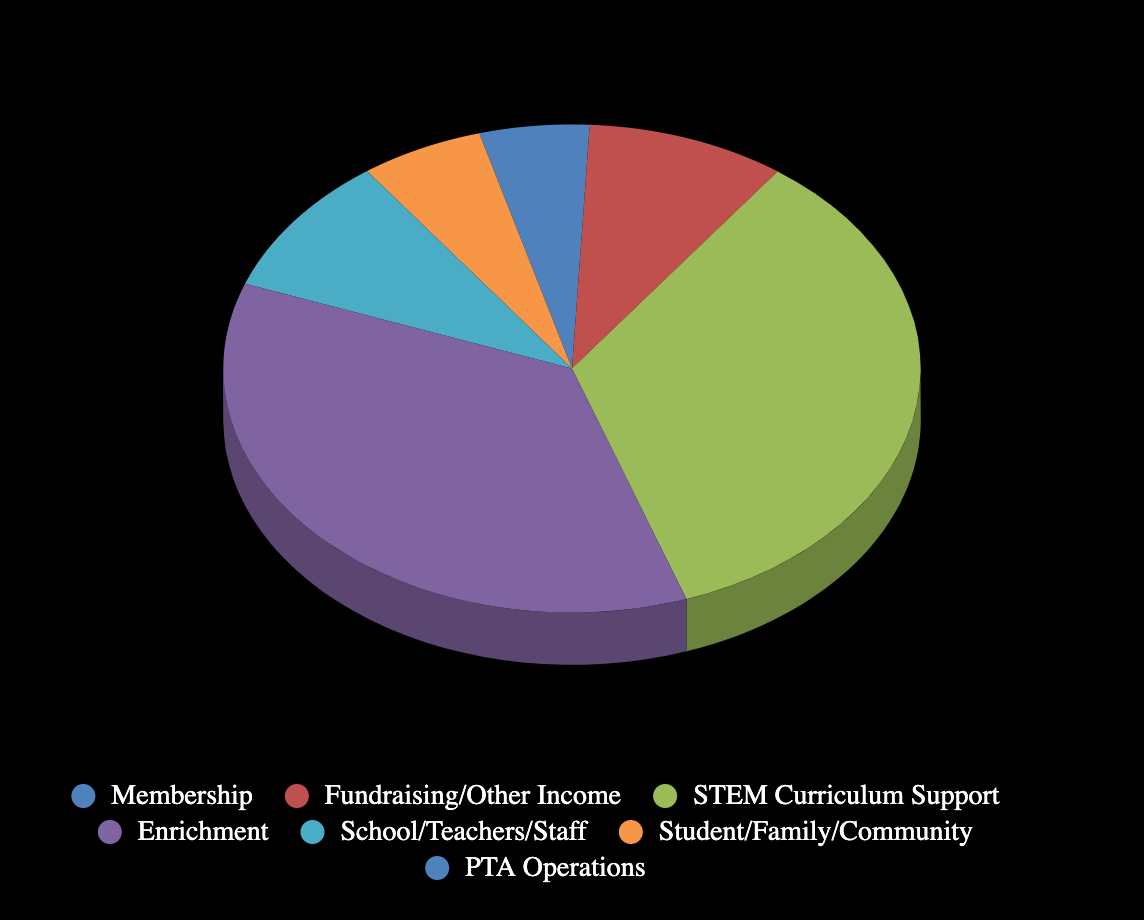 Membership Fundraising/Other Income STEM Curriculum Support
Enrichment School/Teachers/Staff Student/Family/Community
PTA Operations